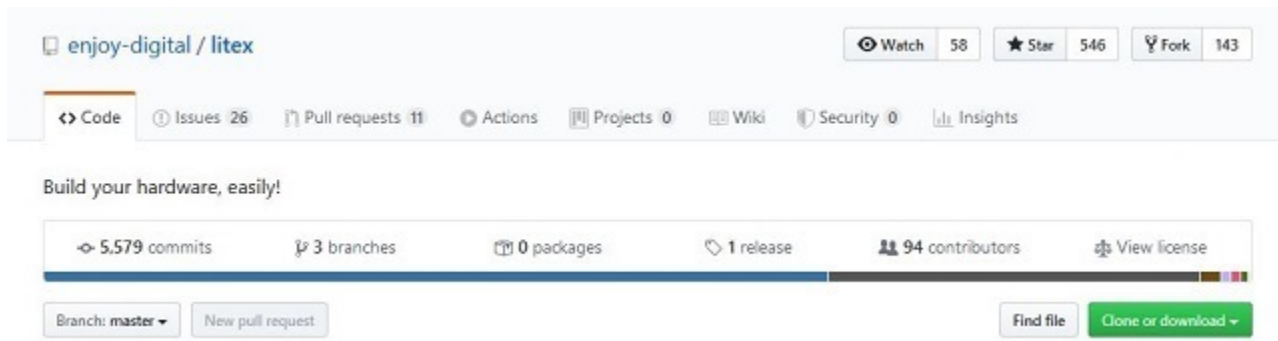 enjoy-digital / litex
Watch 58 Star 546 Fork 143
Code Issues 26 Pull requests 11 Actions Projects 0 Wiki Security 0 Insights
Build your hardware, easily!
5,579 commits 3 branches 0 packages 1 release 94 contributors View license
Branch: master New pull request Find file Clone or download